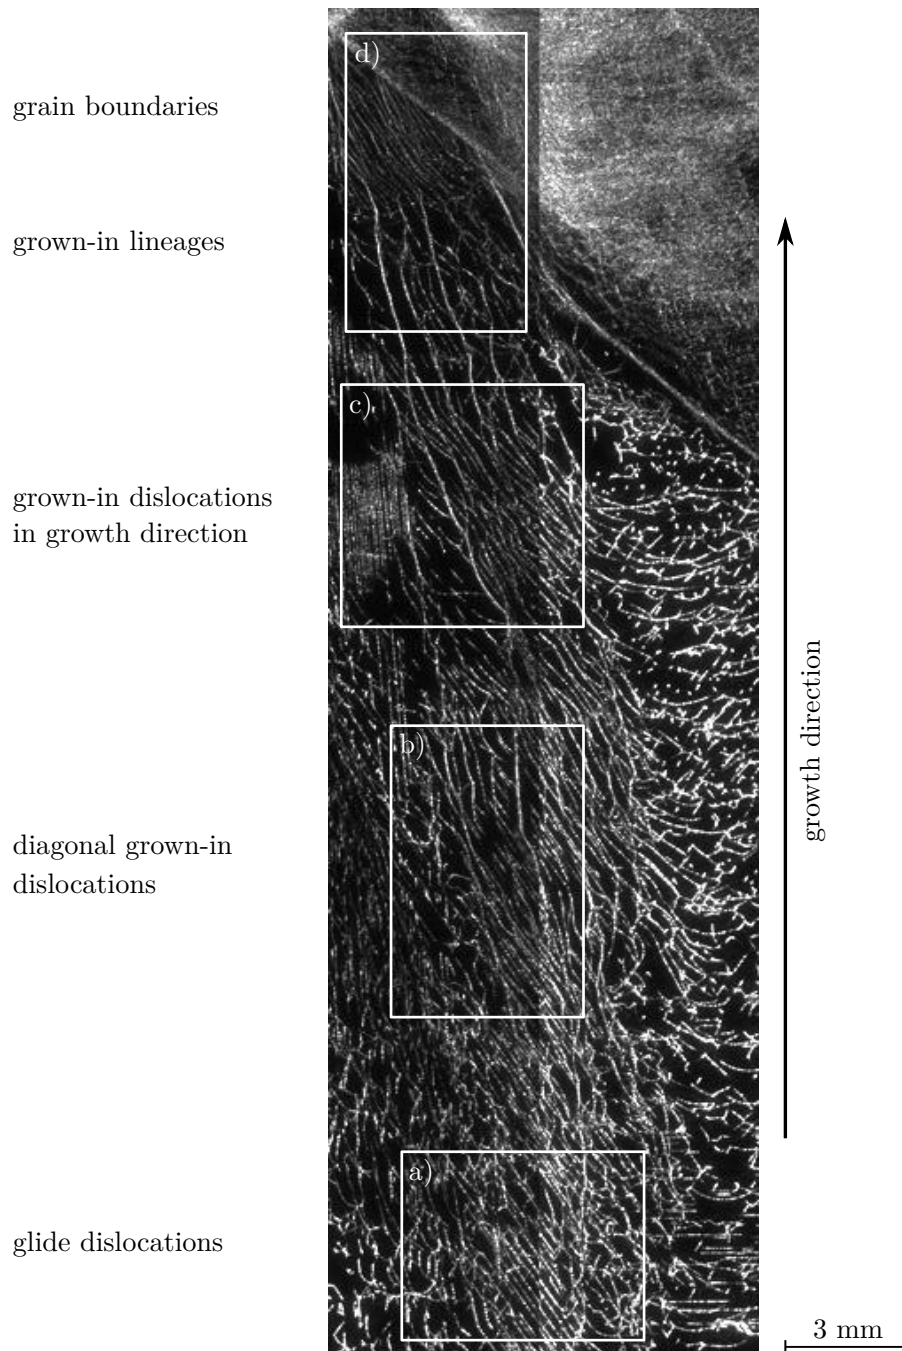 d)
grain boundaries
grown-in lineages
c)
grown-in dislocations
in growth direction
growth direction
b)
diagonal grown-in
dislocations
a)
glide dislocations
3 mm